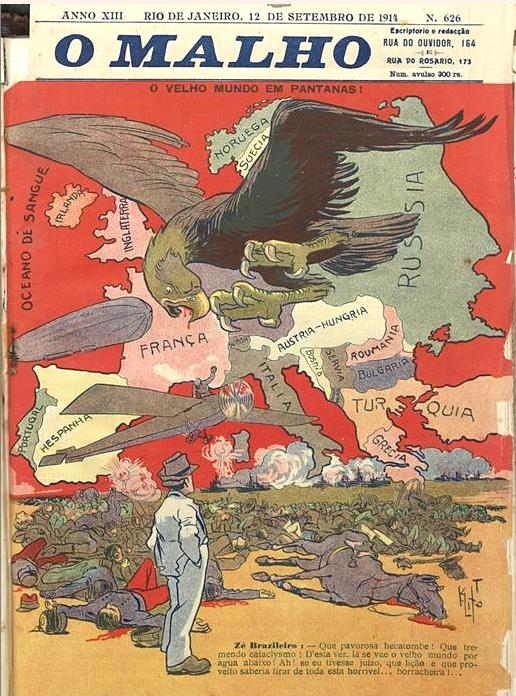 ANNO XIII RIO DE JANEIRO, 12 DE SETEMBRO DE 1914 N. 626
O MALHO
Escriptorio e redacção
RUA DO OUVIDOR, 164
RUA DO ROSARIO, 173
Num. avulso 300 rs.
O VELHO MUNDO EM PANTANAS!
NORUEGA
SUECIA
RUSSIA
OCEANO DE SANGUE
IRLANDA
INGLATERRA
FRANÇA
AUSTRIA-HUNGRIA
ROUMANIA
BOSNIA
SERVIA
BULGARIA
ITALIA
PORTUGAL
HESPANHA
TURQUIA
GRECIA
Zé Brazileiro : — Que pavorosa hecatombe! Que tre-
mendo cataclysmo! D'esta vez, lá se vae o velho mundo por
agua abaixo! Ah! se eu tivesse juizo, que lição e que pro-
veito saberia tirar de toda esta horrivel... borracheira!...